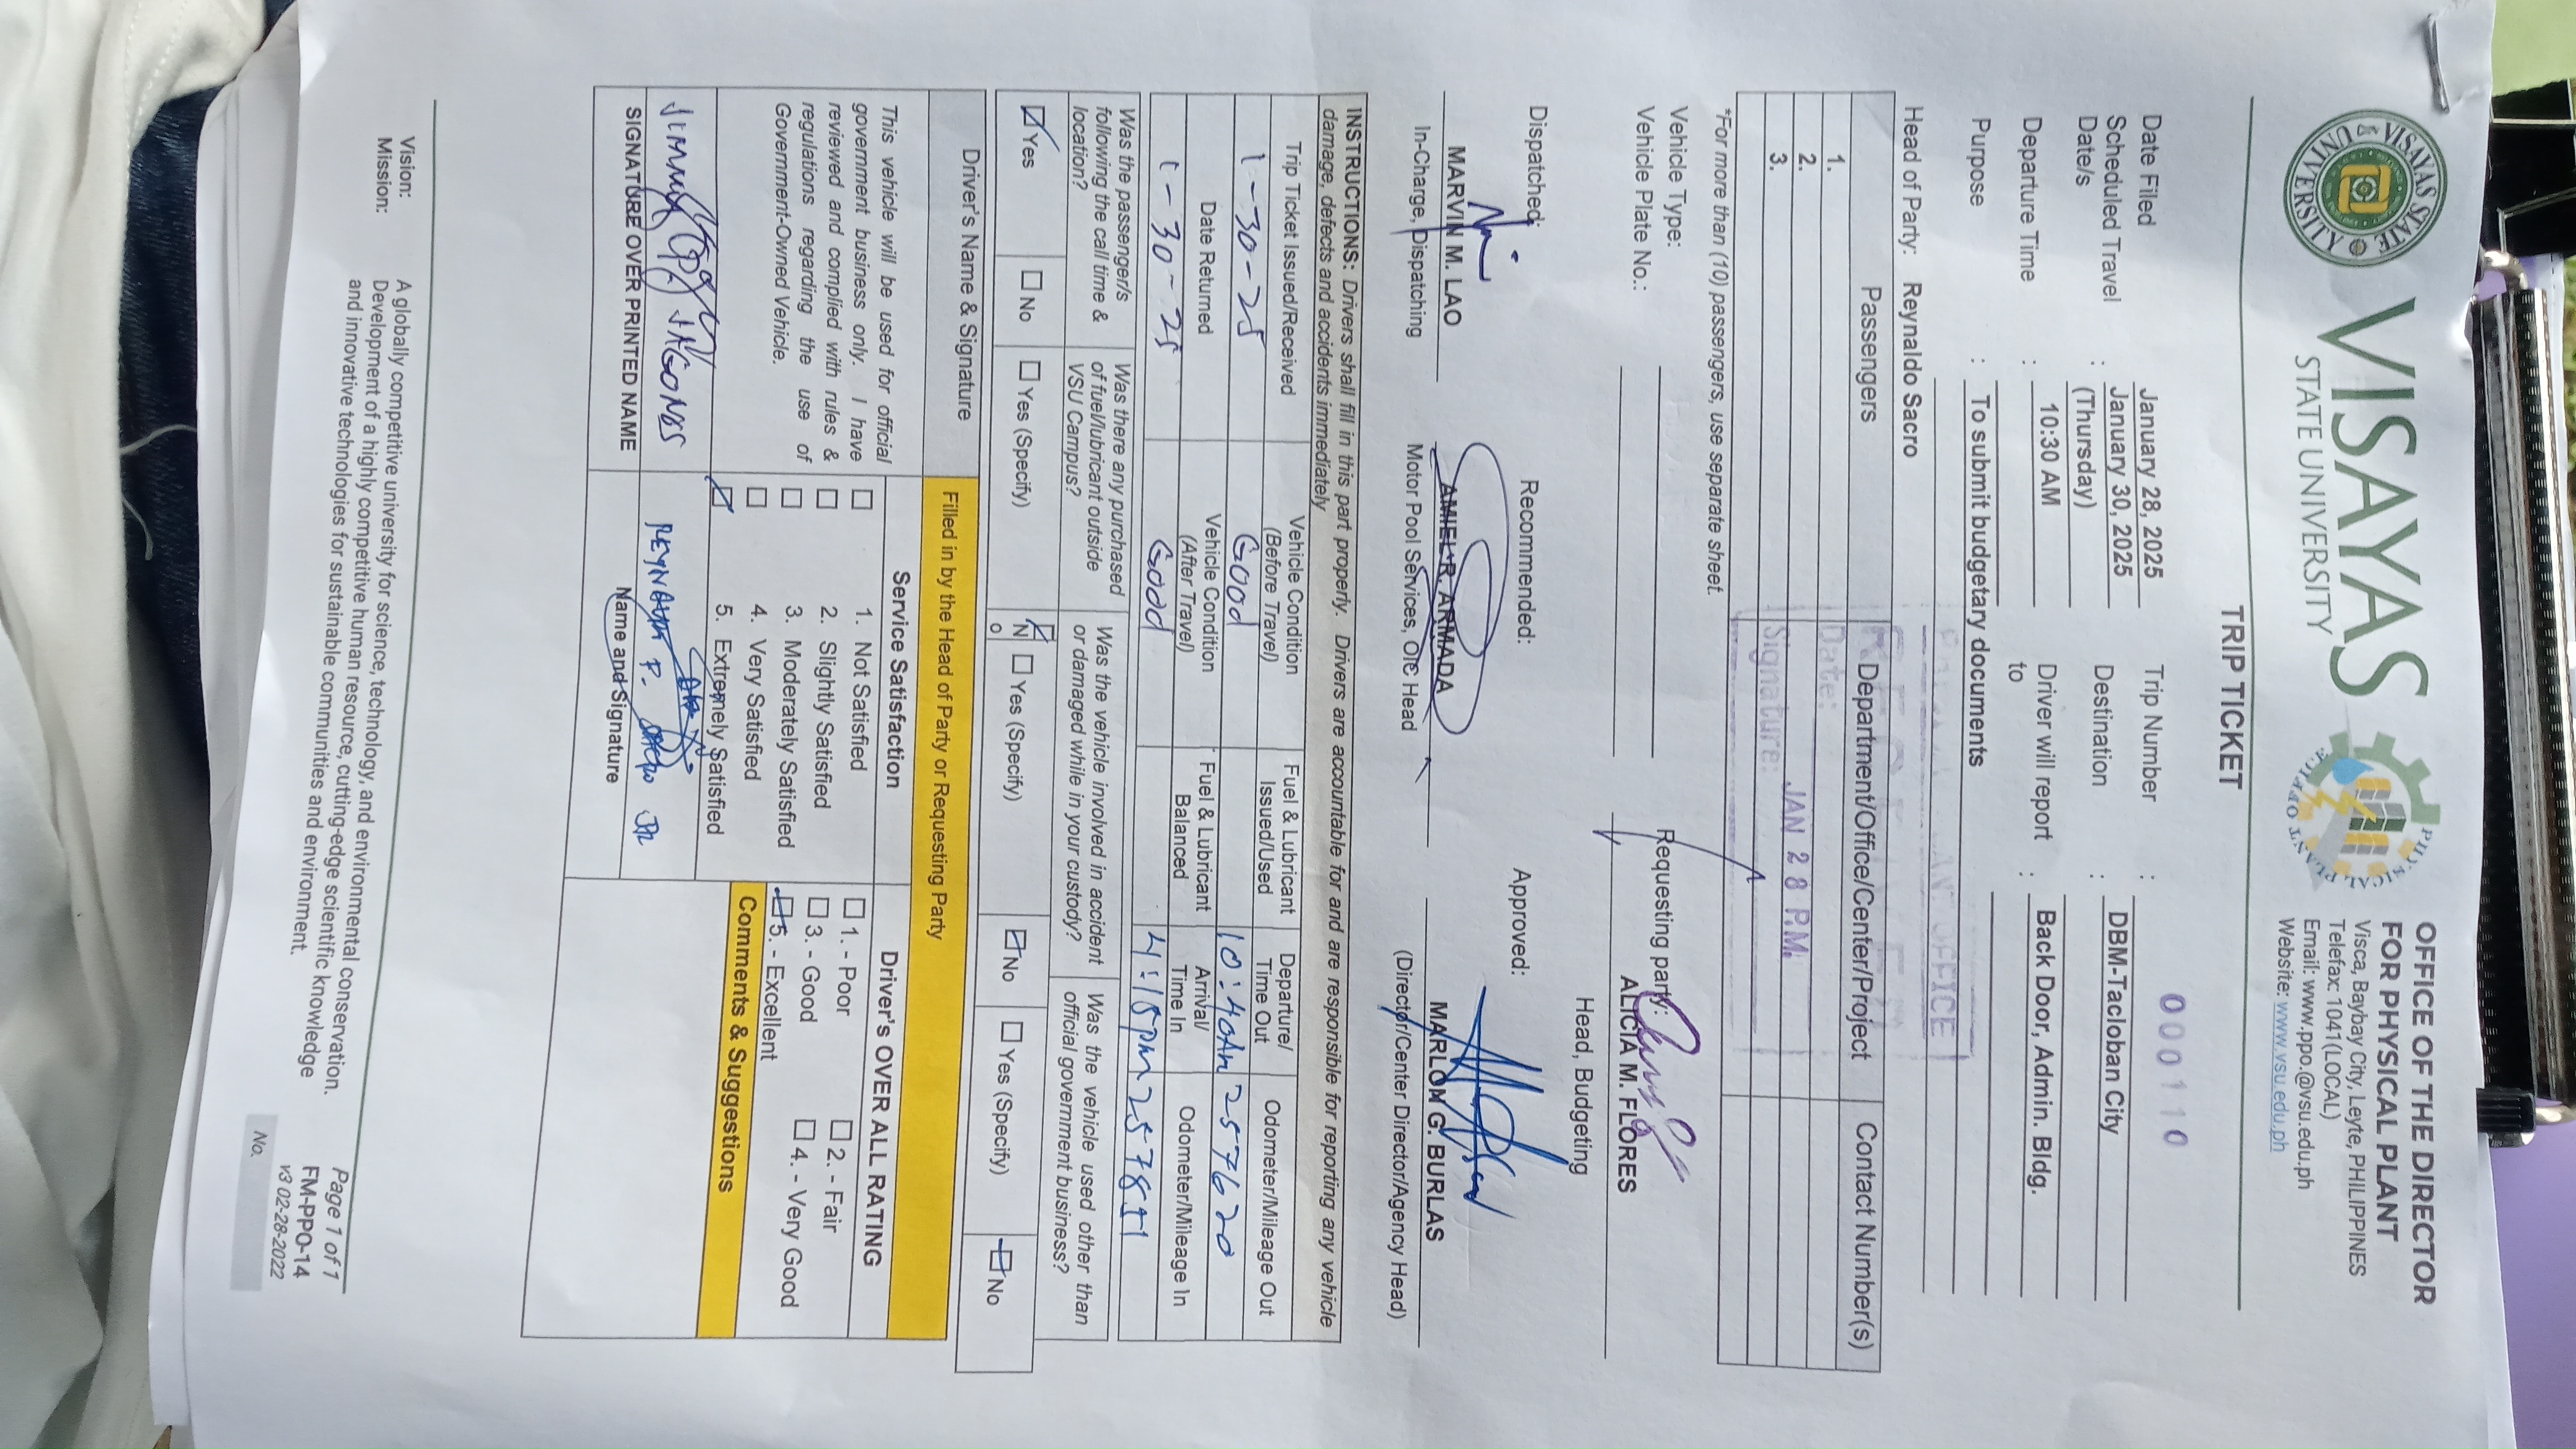 VISAYAS STATE UNIVERSITY
VISAYAS
STATE UNIVERSITY
OFFICE OF THE DIRECTOR
FOR PHYSICAL PLANT
Visca, Baybay City, Leyte, PHILIPPINES
Telefax: 1041(LOCAL)
Email: www.ppo.@vsu.edu.ph
Website: www.vsu.edu.ph
TRIP TICKET
Date Filed January 28, 2025 Trip Number : 000110
Scheduled Travel Date/s : January 30, 2025 (Thursday) Destination : DBM-Tacloban City
Departure Time : 10:30 AM Driver will report to : Back Door, Admin. Bldg.
Purpose : To submit budgetary documents
Head of Party: Reynaldo Sacro
Passengers Department/Office/Center/Project Contact Number(s)
1.
2.
3.
Date: JAN 28 P.M.
Signature:
*For more than (10) passengers, use separate sheet.
Vehicle Type:
Vehicle Plate No.:
Requesting party:
ALICIA M. FLORES
Head, Budgeting
Dispatched: Recommended: Approved:
MARVIN M. LAO AMIEL R. ARMADA MARLON G. BURLAS
In-Charge, Dispatching Motor Pool Services, OIC Head (Director/Center Director/Agency Head)
INSTRUCTIONS: Drivers shall fill in this part properly. Drivers are accountable for and are responsible for reporting any vehicle
damage, defects and accidents immediately
Trip Ticket Issued/Received Vehicle Condition (Before Travel) Fuel & Lubricant Issued/Used Departure/ Time Out Odometer/Mileage Out
1-30-25 Good 10:40AM 257620
Date Returned Vehicle Condition (After Travel) Fuel & Lubricant Balanced Arrival/ Time In Odometer/Mileage In
1-30-25 Good
Was the passenger/s following the call time & location? Was there any purchased of fuel/lubricant outside VSU Campus? Was the vehicle involved in accident or damaged while in your custody? Was the vehicle used other than official government business?
Yes No Yes (Specify) No Yes (Specify) No Yes (Specify) No
Driver's Name & Signature Filled in by the Head of Party or Requesting Party
This vehicle will be used for official
government business only. I have
reviewed and complied with rules &
regulations regarding the use of
Government-Owned Vehicle.
SIGNATURE OVER PRINTED NAME
Service Satisfaction
1. Not Satisfied
2. Slightly Satisfied
3. Moderately Satisfied
4. Very Satisfied
5. Extremely Satisfied
REYNALDO P. SACRO JR
Name and Signature
Driver's OVER ALL RATING
1. - Poor 2. - Fair
3. - Good 4. - Very Good
5. - Excellent
Comments & Suggestions
Vision: A globally competitive university for science, technology, and environmental conservation.
Mission: Development of a highly competitive human resource, cutting-edge scientific knowledge
and innovative technologies for sustainable communities and environment.
Page 1 of 1
FM-PPO-14
v3 02-28-2022
No.